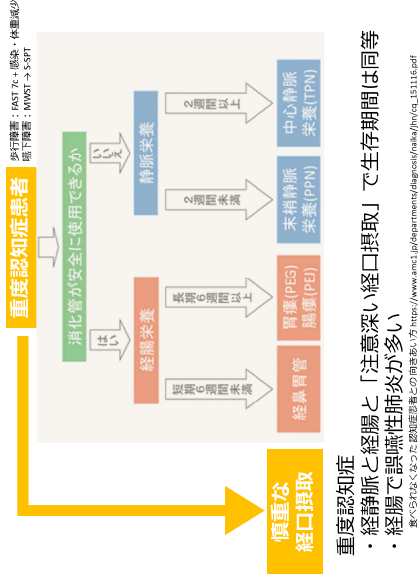 重度認知症患者
歩行障害： FAST 7c + 感染・体重減少
嚥下障害： MWST → S-SPT
消化管が安全に使用できるか
はい
いいえ
経腸栄養
静脈栄養
短期6週間未満
長期6週間以上
2週間未満
2週間以上
慎重な
経口摂取
経鼻胃管
胃瘻(PEG)
腸瘻(PEJ)
末梢静脈
栄養(PPN)
中心静脈
栄養(TPN)
重度認知症
・経静脈と経腸と「注意深い経口摂取」で生存期間は同等
・経腸で誤嚥性肺炎が多い
食べられなくなった 認知症患者との 向きあい方 https://www.amc1.jp/departments/diagnosis/naika/jhn/cq_151116.pdf